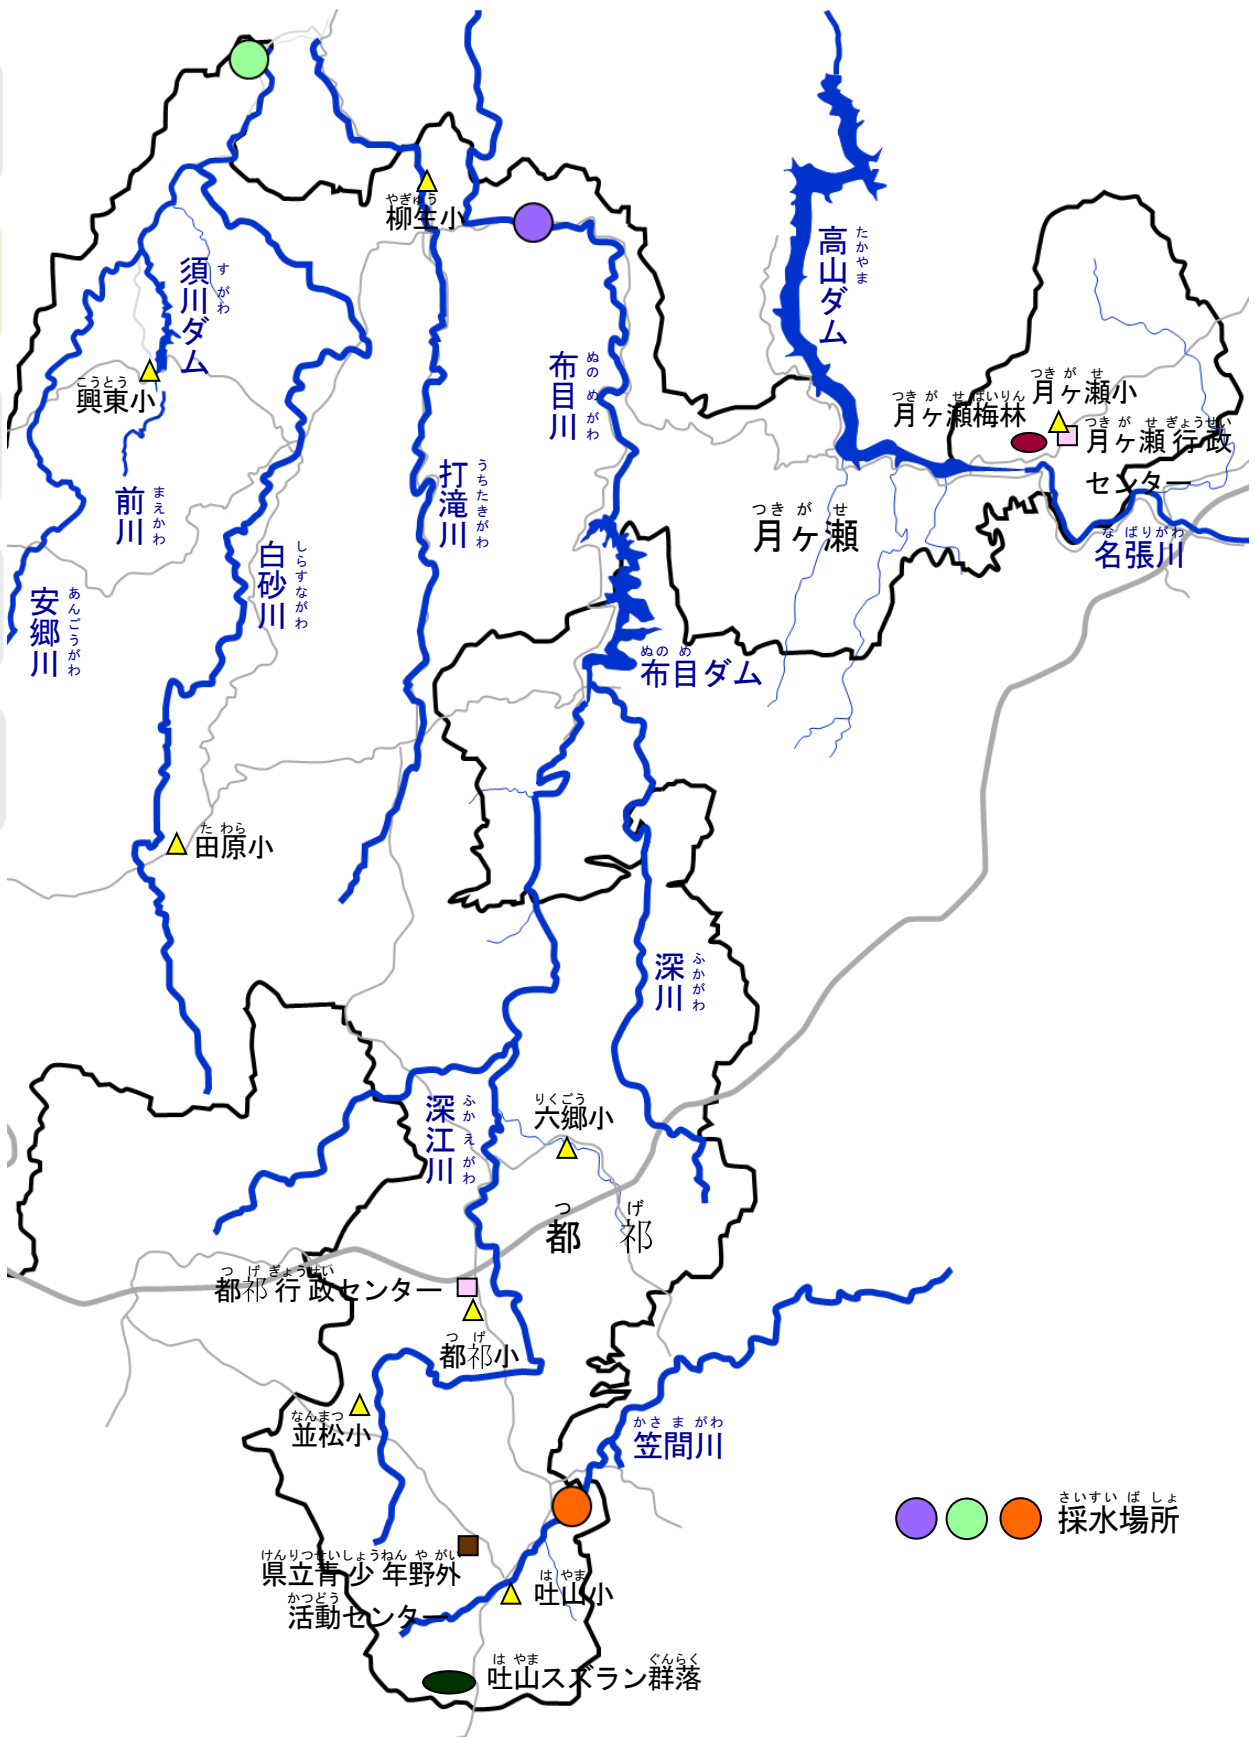 やぎゅう
柳生小
すがわ
須川ダム
たかやま
高山ダム
こうとう
興東小
ぬのめがわ
布目川
つきがせばいりん
月ヶ瀬梅林
つきがせ
月ヶ瀬小
つきがせぎょうせい
月ヶ瀬行政
センター
まえかわ
前川
うちたきがわ
打滝川
つきがせ
月ヶ瀬
なばりがわ
名張川
しらすながわ
白砂川
あんごうがわ
安郷川
ぬのめ
布目ダム
たわら
田原小
ふかがわ
深川
ふかえがわ
深江川
りくごう
六郷小
つげ
都祁
つげぎょうせい
都祁行政センター
つげ
都祁小
なんまつ
並松小
かさまがわ
笠間川
さいすいばしょ
採水場所
けんりつせいしょうねんやがい
県立青少年野外
かつどう
活動センター
はやま
吐山小
はやま ぐんらく
吐山スズラン群落